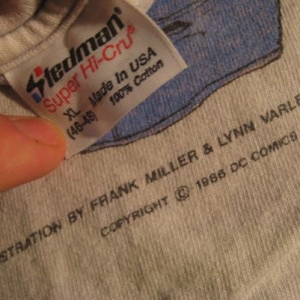 Stedman®
Super Hi-Cru®
XL
(46-48)
Made In USA
100% Cotton
STRATION BY FRANK MILLER & LYNN VARLE
COPYRIGHT © 1986 DC COMICS